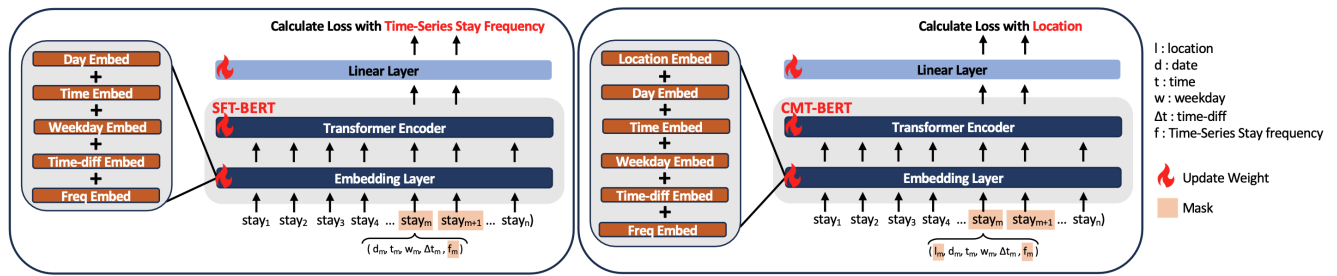 Calculate Loss with Time-Series Stay Frequency
Day Embed
+
Time Embed
+
Weekday Embed
+
Time-diff Embed
+
Freq Embed
Linear Layer
SFT-BERT
Transformer Encoder
Embedding Layer
stay₁ stay₂ stay₃ stay₄ ... stayₘ stayₘ₊₁ ... stayₙ)
( dₘ, tₘ, wₘ, Δtₘ , fₘ )
Calculate Loss with Location
Location Embed
+
Day Embed
+
Time Embed
+
Weekday Embed
+
Time-diff Embed
+
Freq Embed
Linear Layer
CMT-BERT
Transformer Encoder
Embedding Layer
stay₁ stay₂ stay₃ stay₄ ... stayₘ stayₘ₊₁ ... stayₙ)
( lₘ, dₘ, tₘ, wₘ, Δtₘ , fₘ )
l : location
d : date
t : time
w : weekday
Δt : time-diff
f : Time-Series Stay frequency
Update Weight
Mask